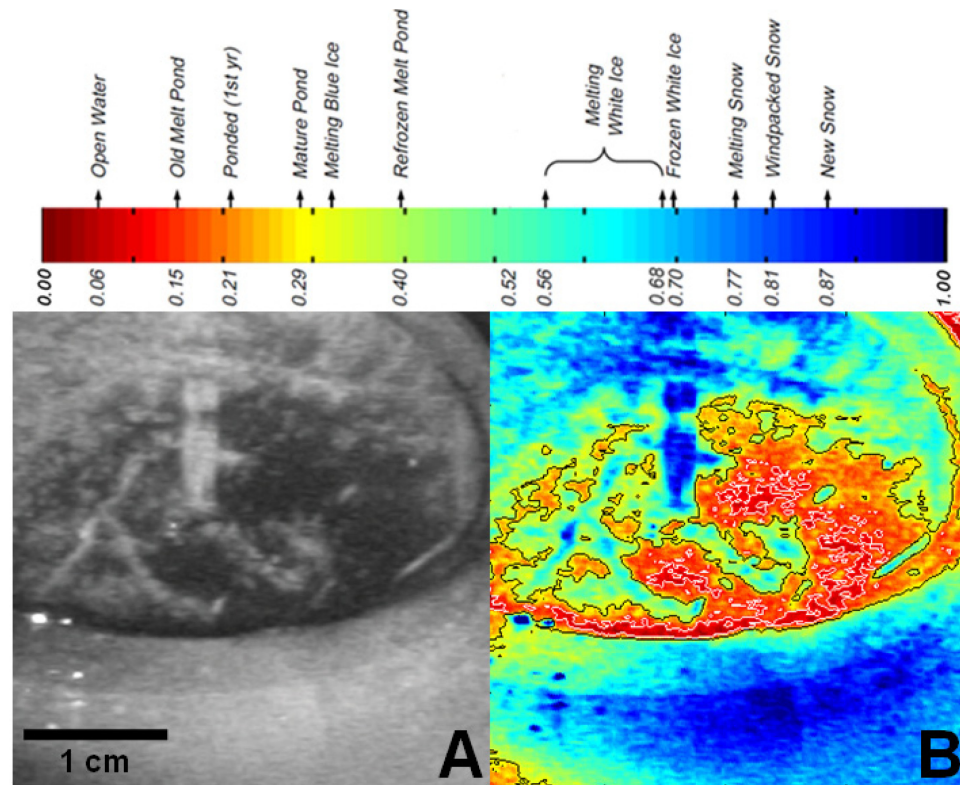 Open Water
Old Melt Pond
Ponded (1st yr)
Mature Pond
Melting Blue Ice
Refrozen Melt Pond
Melting
White Ice
Frozen White Ice
Melting Snow
Windpacked Snow
New Snow
0.00
0.06
0.15
0.21
0.29
0.40
0.52
0.56
0.68
0.70
0.77
0.81
0.87
1.00
1 cm
A
B